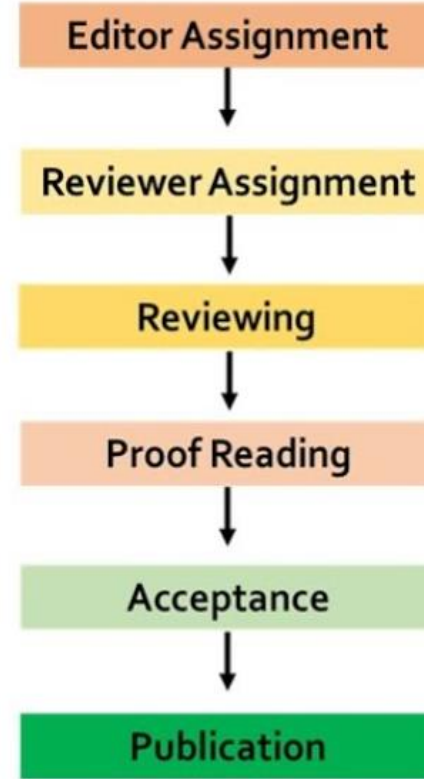 Editor Assignment
Reviewer Assignment
Reviewing
Proof Reading
Acceptance
Publication